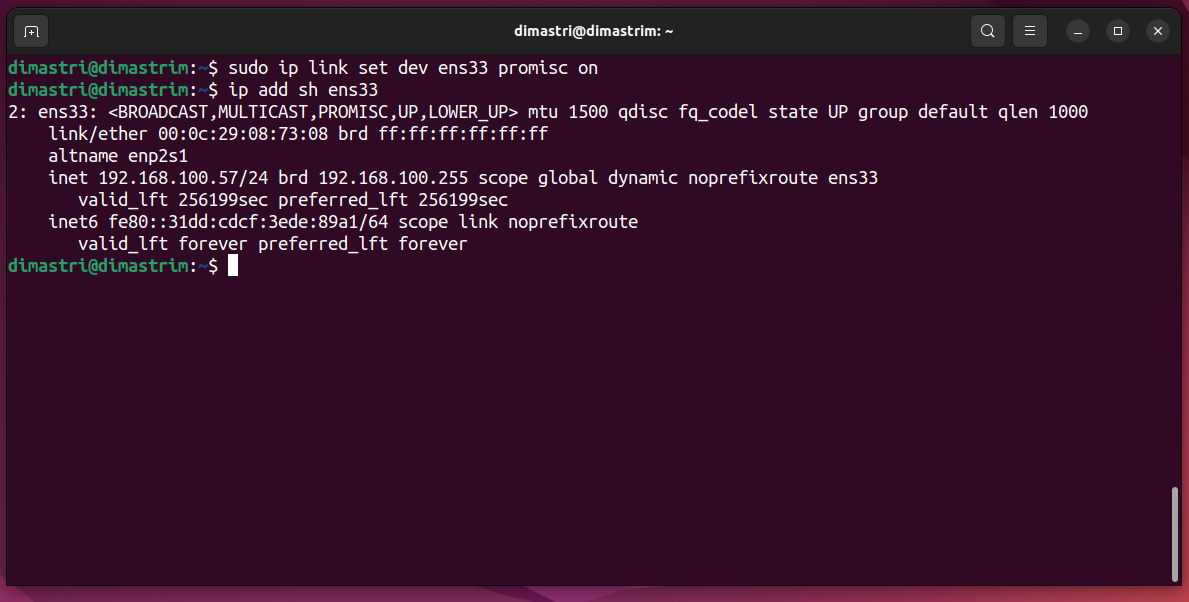 dimastri@dimastrim: ~
dimastri@dimastrim:~$ sudo ip link set dev ens33 promisc on
dimastri@dimastrim:~$ ip add sh ens33
2: ens33: <BROADCAST,MULTICAST,PROMISC,UP,LOWER_UP> mtu 1500 qdisc fq_codel state UP group default qlen 1000
    link/ether 00:0c:29:08:73:08 brd ff:ff:ff:ff:ff:ff
    altname enp2s1
    inet 192.168.100.57/24 brd 192.168.100.255 scope global dynamic noprefixroute ens33
       valid_lft 256199sec preferred_lft 256199sec
    inet6 fe80::31dd:cdcf:3ede:89a1/64 scope link noprefixroute
       valid_lft forever preferred_lft forever
dimastri@dimastrim:~$